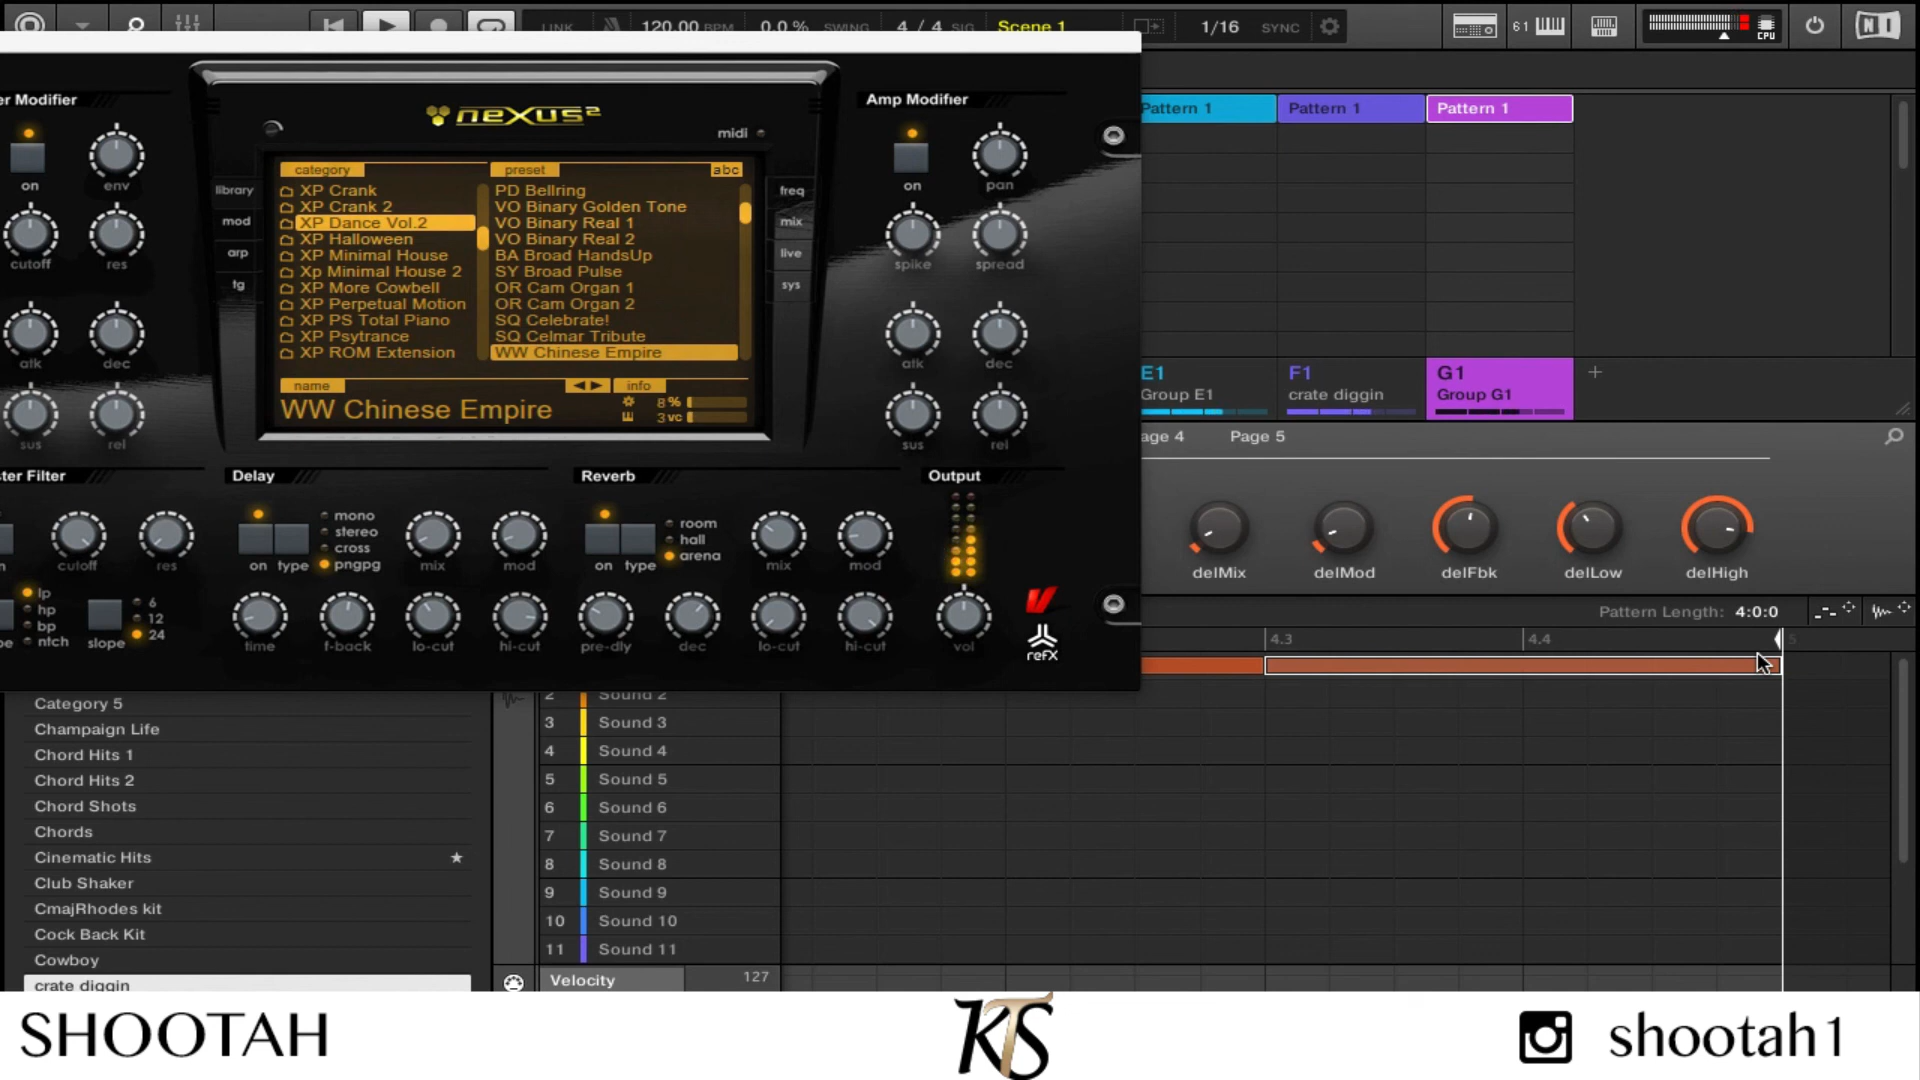 LINK
120.00 BPM
0.0 % SWING
4 / 4 SIG
Scene 1
1/16 SYNC
61
CPU
NI
er Modifier
on
env
cutoff
res
atk
dec
sus
rel
nexus²
midi
library
mod
arp
tg
category
XP Crank
XP Crank 2
XP Dance Vol.2
XP Halloween
XP Minimal House
Xp Minimal House 2
XP More Cowbell
XP Perpetual Motion
XP PS Total Piano
XP Psytrance
XP ROM Extension
preset
abc
PD Bellring
VO Binary Golden Tone
VO Binary Real 1
VO Binary Real 2
BA Broad HandsUp
SY Broad Pulse
OR Cam Organ 1
OR Cam Organ 2
SQ Celebrate!
SQ Celmar Tribute
WW Chinese Empire
name
info
WW Chinese Empire
8 %
3 vc
freq
mix
live
sys
Amp Modifier
on
pan
spike
spread
atk
dec
sus
rel
Pattern 1
Pattern 1
Pattern 1
E1
Group E1
F1
crate diggin
G1
Group G1
+
age 4
Page 5
ter Filter
cutoff
res
lp
hp
bp
ntch
slope
6
12
24
Delay
on
type
mono
stereo
cross
pngpg
mix
mod
time
f-back
lo-cut
hi-cut
Reverb
on
type
room
hall
arena
mix
mod
pre-dly
dec
lo-cut
hi-cut
Output
vol
refX
delMix
delMod
delFbk
delLow
delHigh
Pattern Length: 4:0:0
4.3
4.4
5
Category 5
Champaign Life
Chord Hits 1
Chord Hits 2
Chord Shots
Chords
Cinematic Hits
Club Shaker
CmajRhodes kit
Cock Back Kit
Cowboy
crate diggin
2 Sound 2
3 Sound 3
4 Sound 4
5 Sound 5
6 Sound 6
7 Sound 7
8 Sound 8
9 Sound 9
10 Sound 10
11 Sound 11
Velocity
127
SHOOTAH
KTS
shootah1